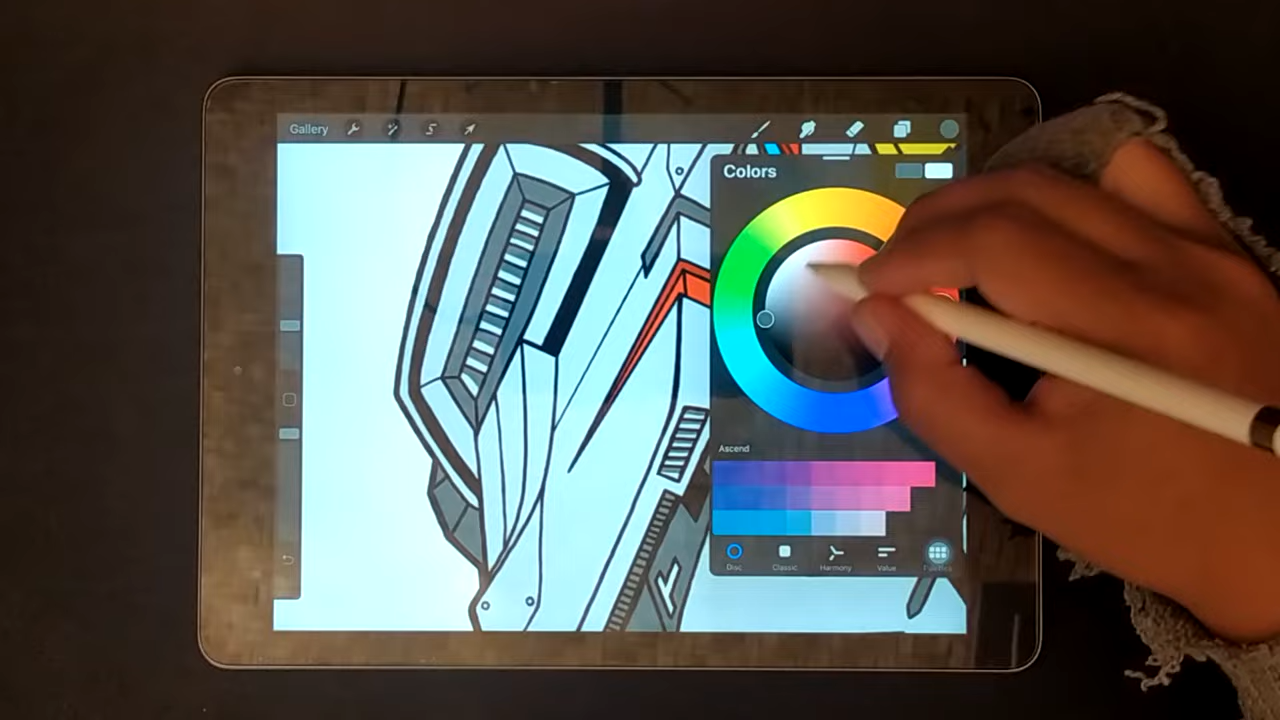 Gallery
Colors
Ascend
Disc
Classic
Harmony
Value
Palettes